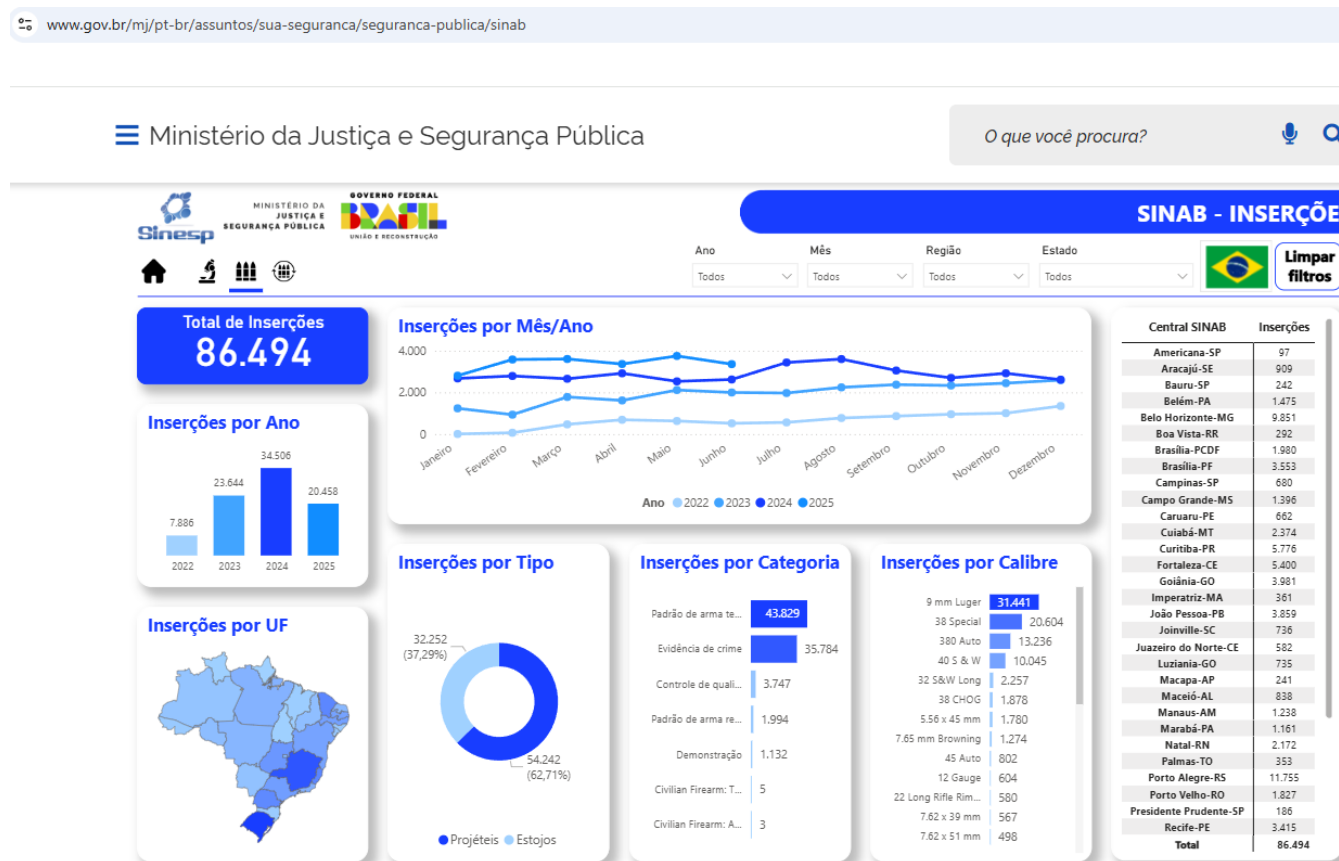 www.gov.br/mj/pt-br/assuntos/sua-seguranca/seguranca-publica/sinab
Ministério da Justiça e Segurança Pública
O que você procura?
Sinesp
MINISTÉRIO DA
JUSTIÇA E
SEGURANÇA PÚBLICA
GOVERNO FEDERAL
BRASIL
UNIÃO E RECONSTRUÇÃO
SINAB - INSERÇÕE
Ano
Todos
Mês
Todos
Região
Todos
Estado
Todos
Limpar
filtros
Total de Inserções
86.494
Inserções por Ano
34.506
23.644
20.458
7.886
2022 2023 2024 2025
Inserções por UF
Inserções por Mês/Ano
4.000
2.000
0
Janeiro Fevereiro Março Abril Maio Junho Julho Agosto Setembro Outubro Novembro Dezembro
Ano 2022 2023 2024 2025
Inserções por Tipo
32.252
(37,29%)
54.242
(62,71%)
Projéteis Estojos
Inserções por Categoria
Padrão de arma te... 43.829
Evidência de crime 35.784
Controle de quali... 3.747
Padrão de arma re... 1.994
Demonstração 1.132
Civilian Firearm: T... 5
Civilian Firearm: A... 3
Inserções por Calibre
9 mm Luger 31.441
38 Special 20.604
380 Auto 13.236
40 S & W 10.045
32 S&W Long 2.257
38 CHOG 1.878
5.56 x 45 mm 1.780
7.65 mm Browning 1.274
45 Auto 802
12 Gauge 604
22 Long Rifle Rim... 580
7.62 x 39 mm 567
7.62 x 51 mm 498
Central SINAB Inserções
Americana-SP 97
Aracajú-SE 909
Bauru-SP 242
Belém-PA 1.475
Belo Horizonte-MG 9.851
Boa Vista-RR 292
Brasília-PCDF 1.980
Brasília-PF 3.553
Campinas-SP 680
Campo Grande-MS 1.396
Caruaru-PE 662
Cuiabá-MT 2.374
Curitiba-PR 5.776
Fortaleza-CE 5.400
Goiânia-GO 3.981
Imperatriz-MA 361
João Pessoa-PB 3.859
Joinville-SC 736
Juazeiro do Norte-CE 582
Luziania-GO 735
Macapa-AP 241
Maceió-AL 838
Manaus-AM 1.238
Marabá-PA 1.161
Natal-RN 2.172
Palmas-TO 353
Porto Alegre-RS 11.755
Porto Velho-RO 1.827
Presidente Prudente-SP 186
Recife-PE 3.415
Total 86.494